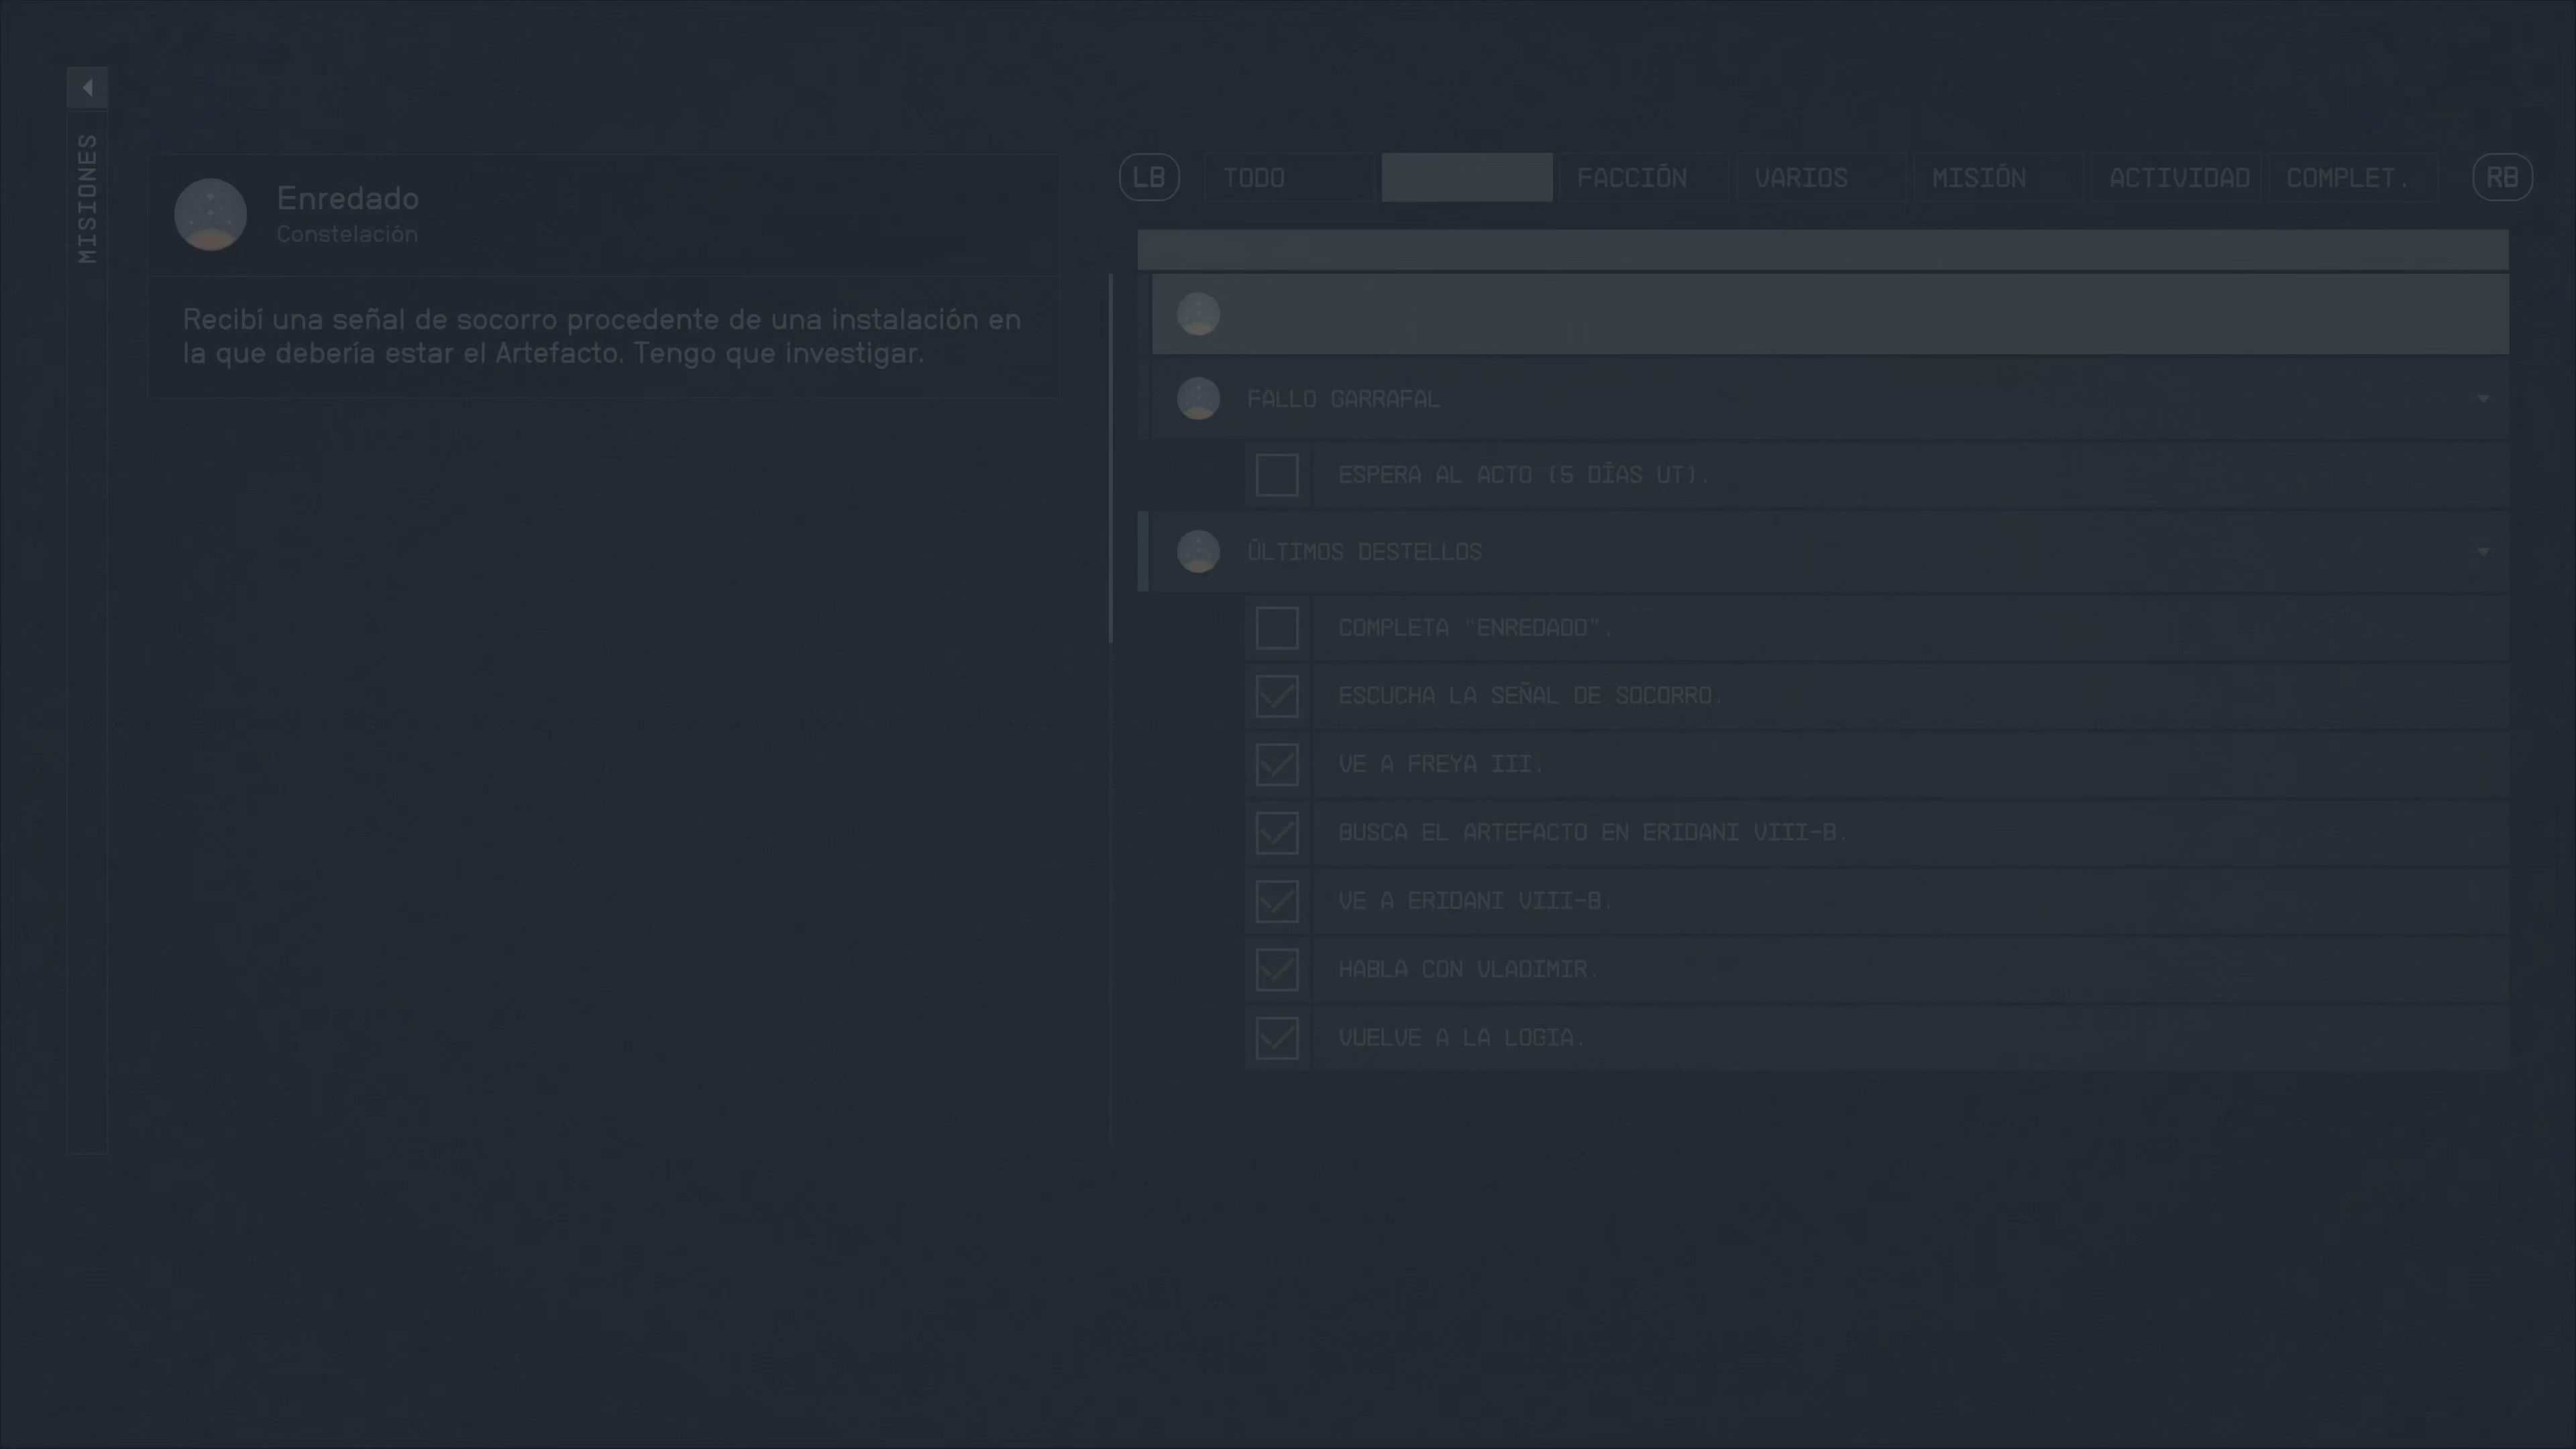 MISIONES
Enredado
Constelación
Recibí una señal de socorro procedente de una instalación en
la que debería estar el Artefacto. Tengo que investigar.
LB TODO FACCIÓN VARIOS MISIÓN ACTIVIDAD COMPLET. RB
FALLO GARRAFAL
ESPERA AL ACTO (5 DÍAS UT).
ÚLTIMOS DESTELLOS
COMPLETA "ENREDADO".
ESCUCHA LA SEÑAL DE SOCORRO.
VE A FREYA III.
BUSCA EL ARTEFACTO EN ERIDANI VIII-B.
VE A ERIDANI VIII-B.
HABLA CON VLADIMIR.
VUELVE A LA LOGIA.